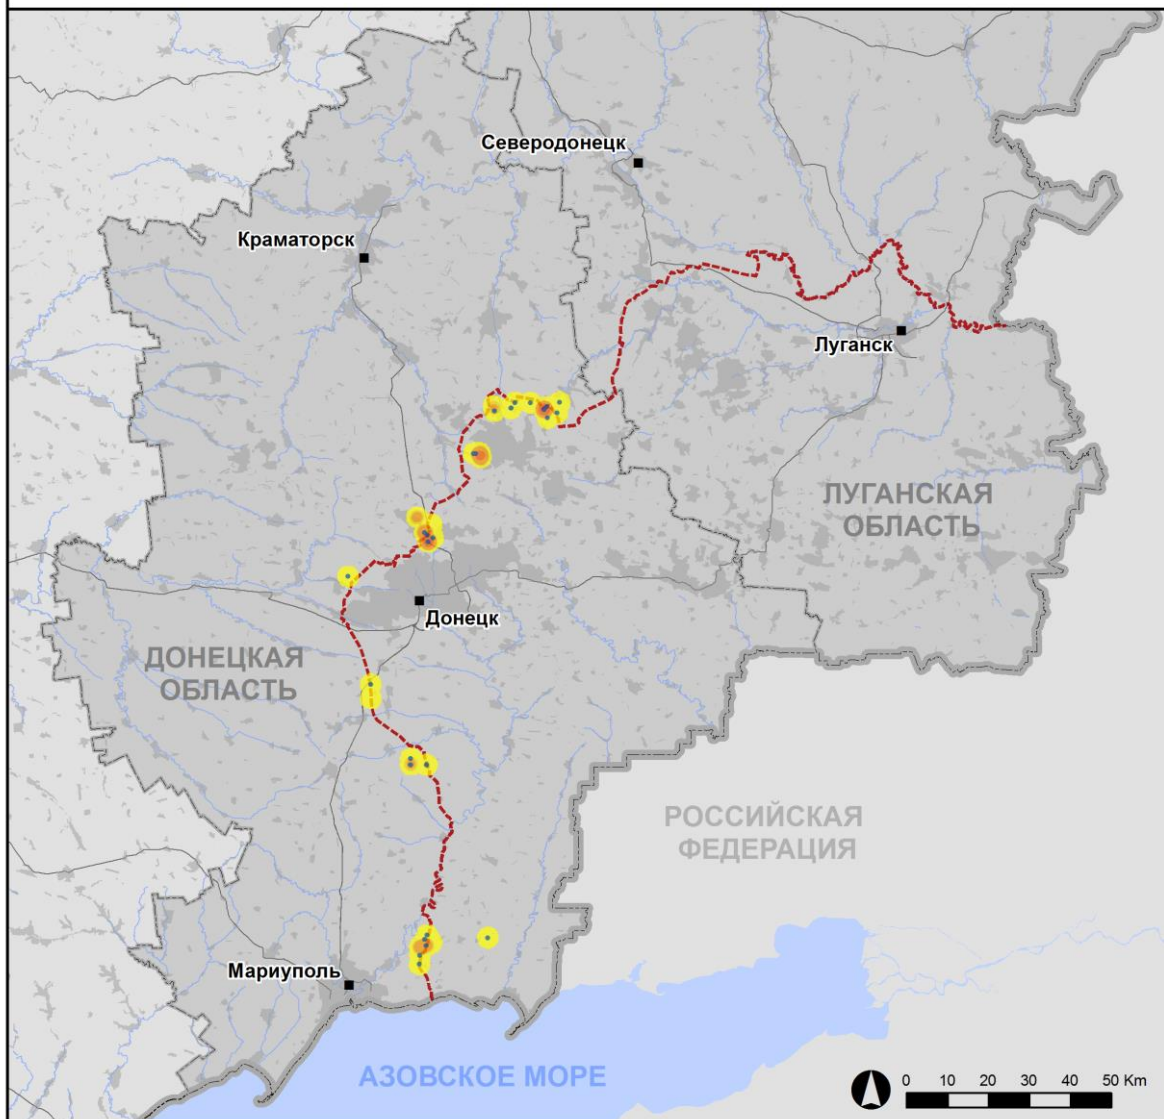 Северодонецк
Краматорск
Луганск
ЛУГАНСКАЯ
ОБЛАСТЬ
Донецк
ДОНЕЦКАЯ
ОБЛАСТЬ
РОССИЙСКАЯ
ФЕДЕРАЦИЯ
Мариуполь
АЗОВСКОЕ МОРЕ
0 10 20 30 40 50 Km